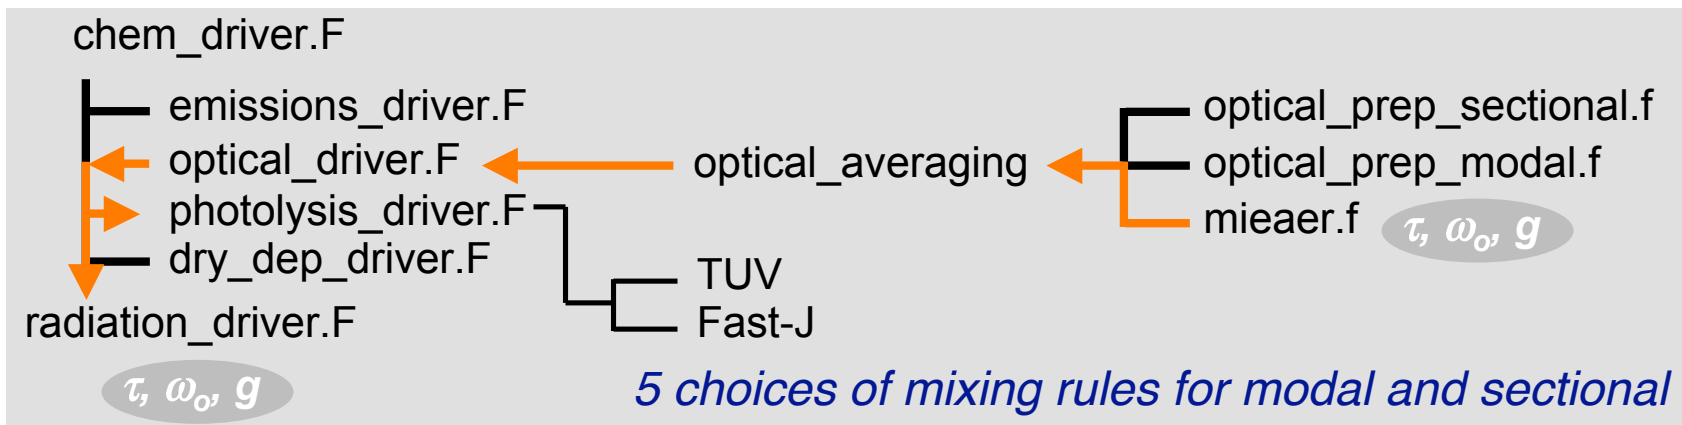 chem_driver.F
emissions_driver.F
optical_driver.F
photolysis_driver.F
dry_dep_driver.F
radiation_driver.F
τ, ωo, g
optical_averaging
TUV
Fast-J
optical_prep_sectional.f
optical_prep_modal.f
mieaer.f
τ, ωo, g
5 choices of mixing rules for modal and sectional